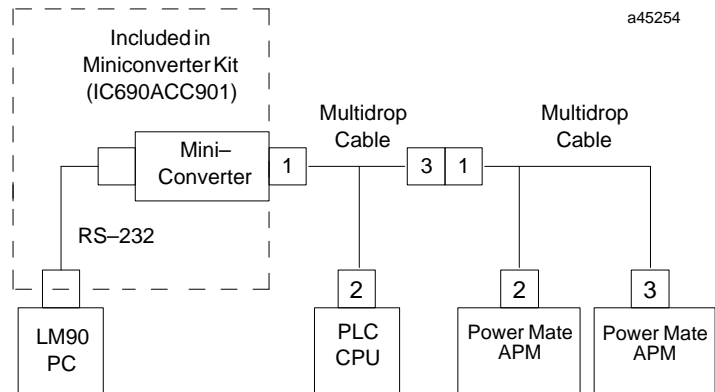 a45254
Included in
Miniconverter Kit
(IC690ACC901)
Multidrop
Cable
Multidrop
Cable
Mini–
Converter
1
3
1
RS–232
2
2
3
LM90
PC
PLC
CPU
Power Mate
APM
Power Mate
APM